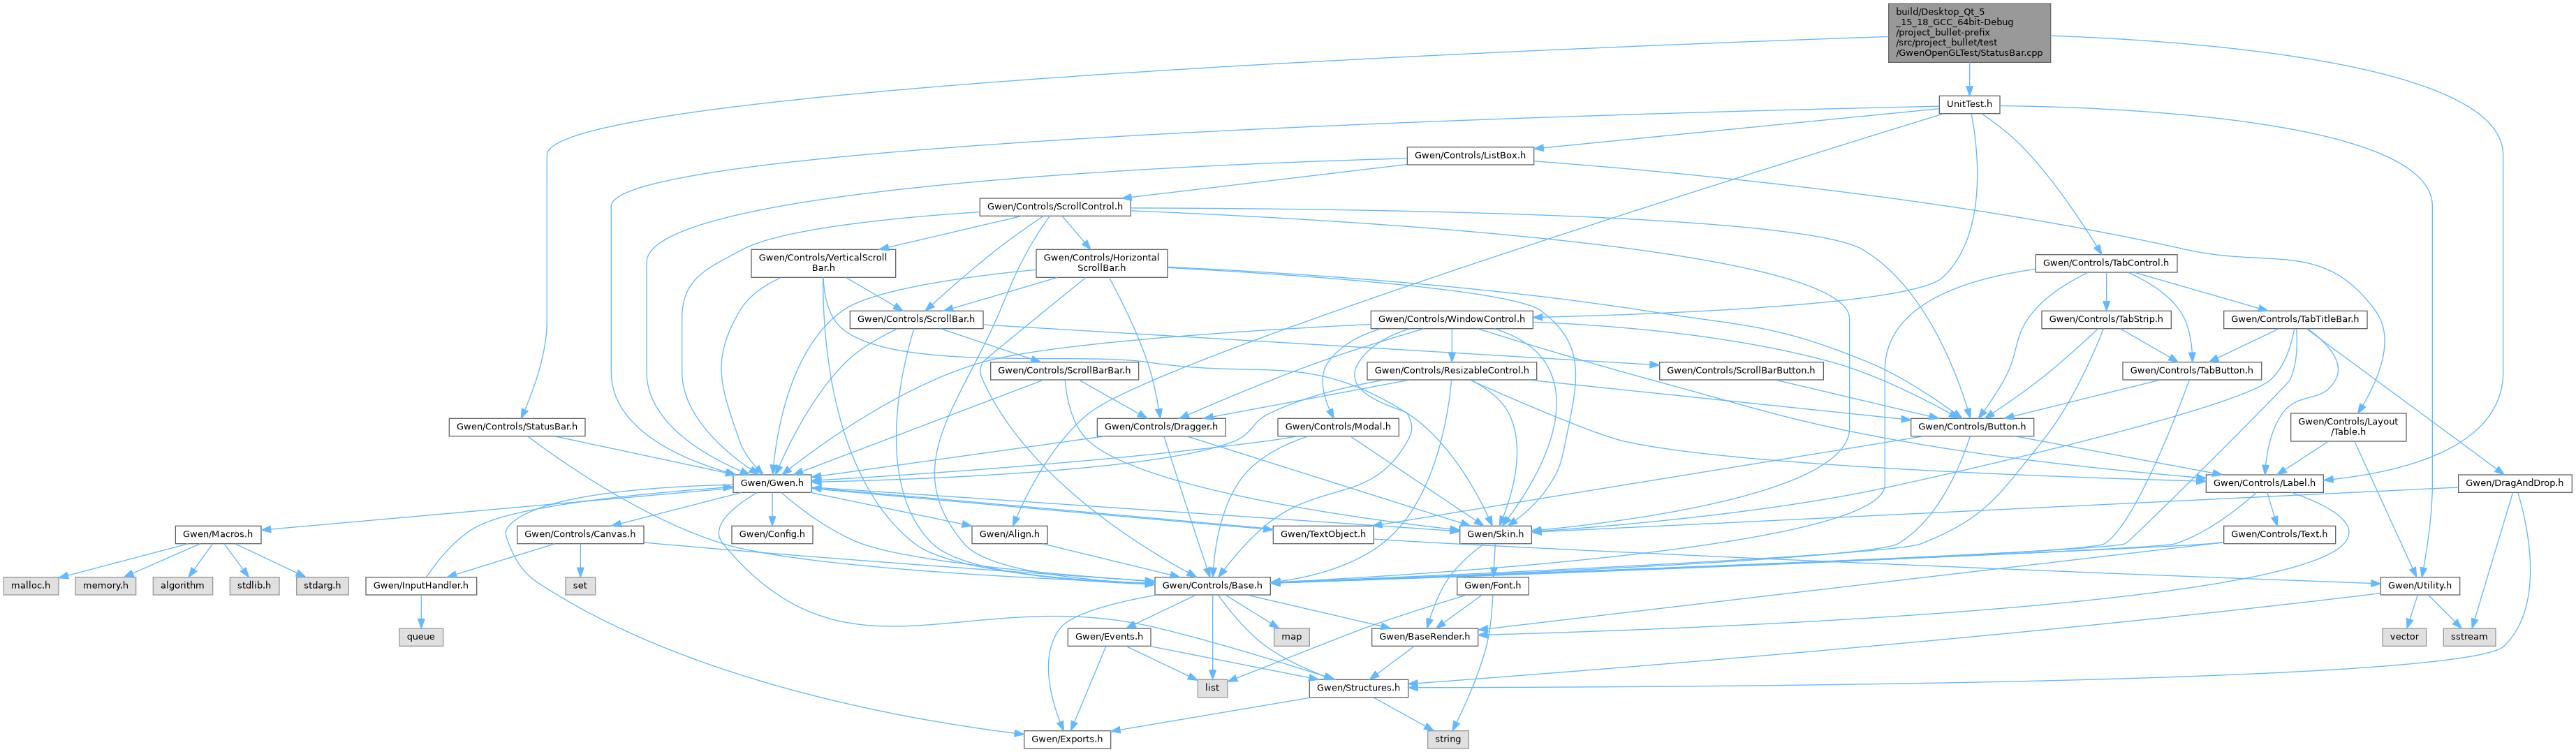 build/Desktop_Qt_5
_15_18_GCC_64bit-Debug
/project_bullet-prefix
/src/project_bullet/test
/GwenOpenGLTest/StatusBar.cpp
UnitTest.h
Gwen/Controls/ListBox.h
Gwen/Controls/ScrollControl.h
Gwen/Controls/VerticalScroll
Bar.h
Gwen/Controls/Horizontal
ScrollBar.h
Gwen/Controls/TabControl.h
Gwen/Controls/ScrollBar.h
Gwen/Controls/WindowControl.h
Gwen/Controls/TabStrip.h
Gwen/Controls/TabTitleBar.h
Gwen/Controls/ScrollBarBar.h
Gwen/Controls/ResizableControl.h
Gwen/Controls/ScrollBarButton.h
Gwen/Controls/TabButton.h
Gwen/Controls/StatusBar.h
Gwen/Controls/Dragger.h
Gwen/Controls/Modal.h
Gwen/Controls/Button.h
Gwen/Controls/Layout
/Table.h
Gwen/Gwen.h
Gwen/Controls/Label.h
Gwen/DragAndDrop.h
Gwen/Macros.h
Gwen/Controls/Canvas.h
Gwen/Config.h
Gwen/Align.h
Gwen/TextObject.h
Gwen/Skin.h
Gwen/Controls/Text.h
malloc.h
memory.h
algorithm
stdlib.h
stdarg.h
Gwen/InputHandler.h
set
Gwen/Controls/Base.h
Gwen/Font.h
Gwen/Utility.h
queue
Gwen/Events.h
map
Gwen/BaseRender.h
vector
sstream
list
Gwen/Structures.h
Gwen/Exports.h
string